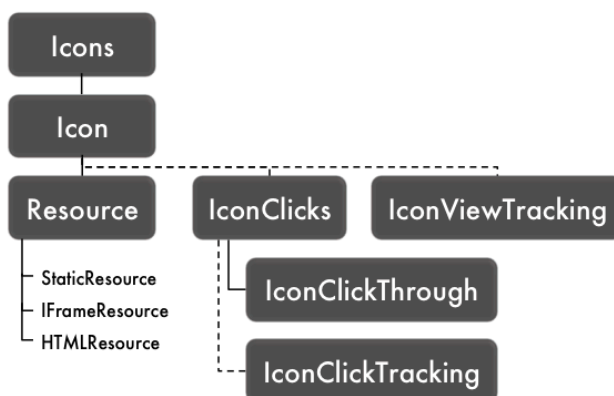 Icons
Icon
Resource
IconClicks
IconViewTracking
StaticResource
IFrameResource
HTMLResource
IconClickThrough
IconClickTracking